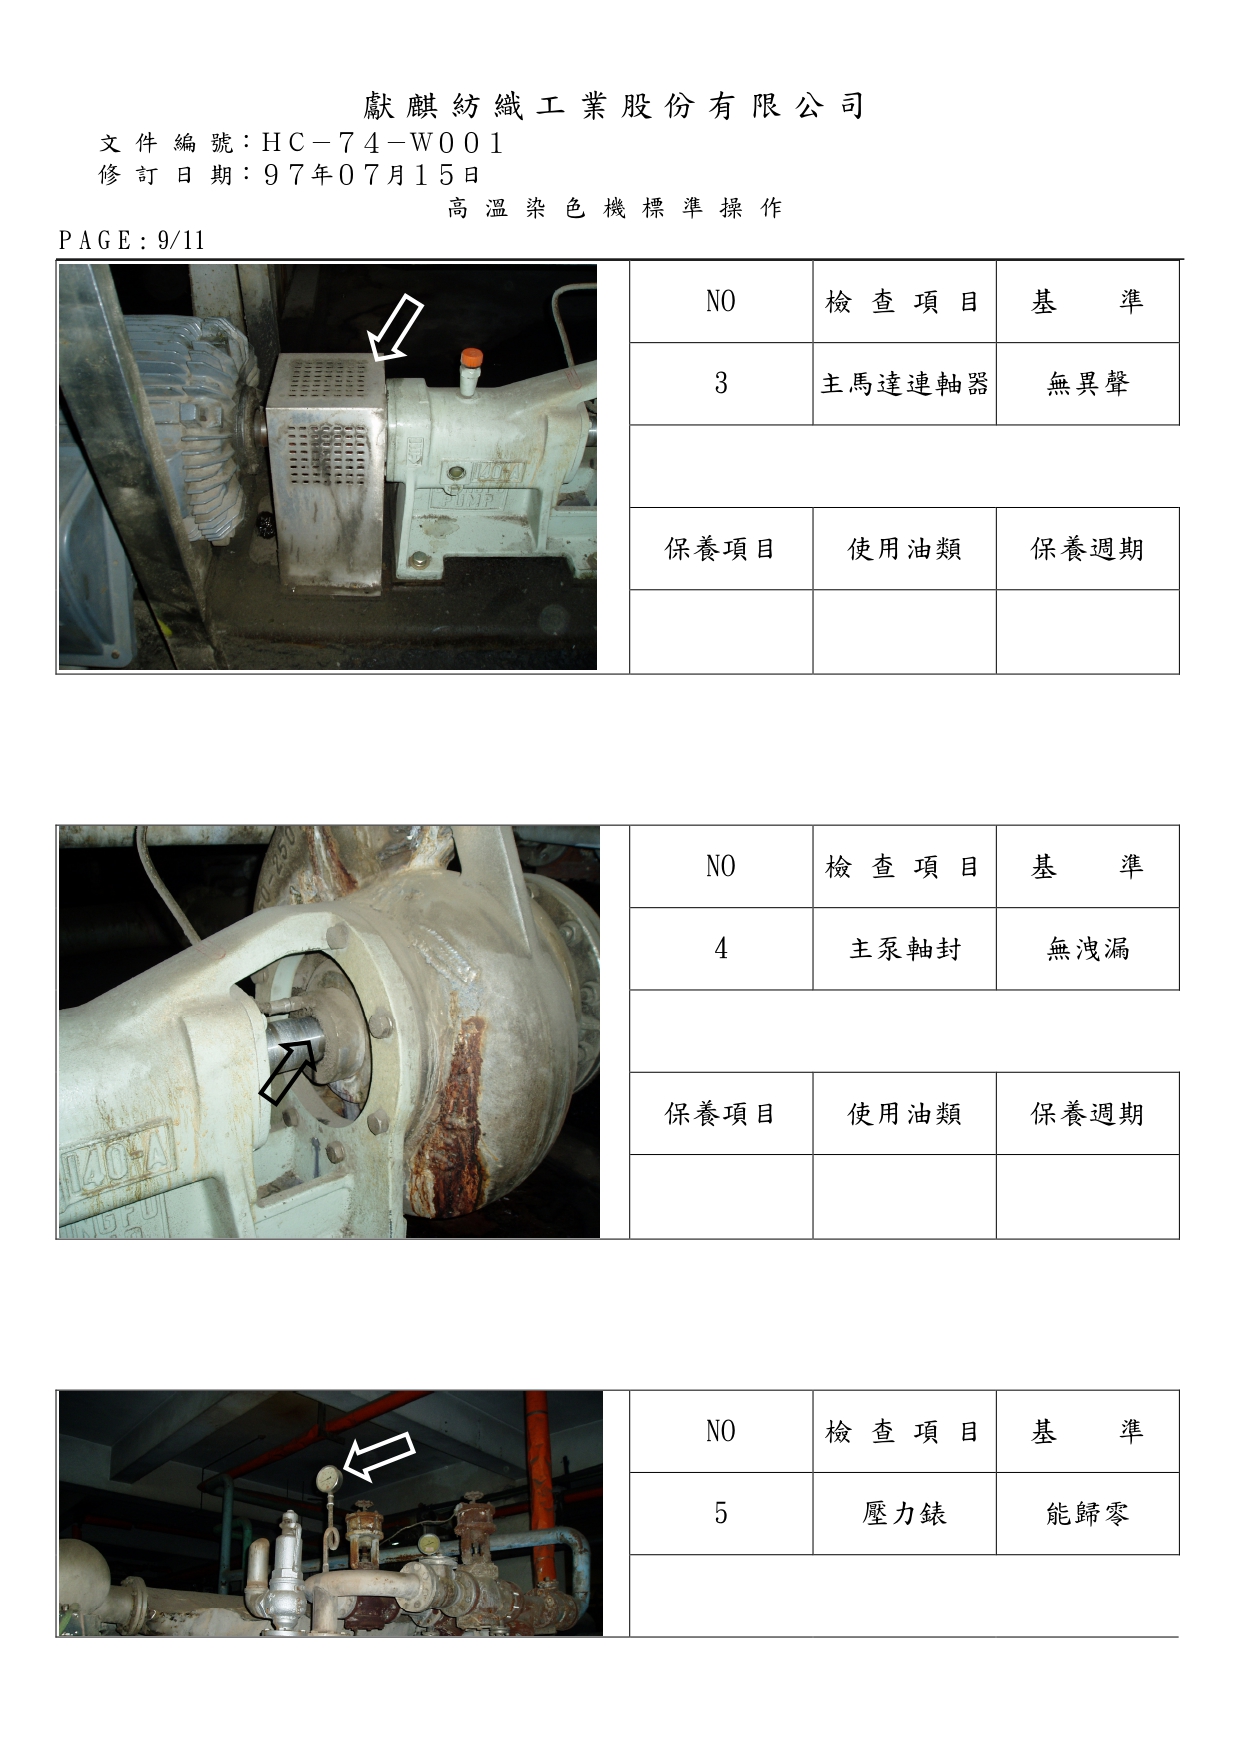 獻麒紡織工業股份有限公司
文件編號：ＨＣ－７４－Ｗ００１
修訂日期：９７年０７月１５日
高溫染色機標準操作
PAGE: 9/11
NO 檢查項目 基準
3 主馬達連軸器 無異聲
保養項目 使用油類 保養週期
140-A
PUMP
NO 檢查項目 基準
4 主泵軸封 無洩漏
保養項目 使用油類 保養週期
250
140-A
NO 檢查項目 基準
5 壓力錶 能歸零